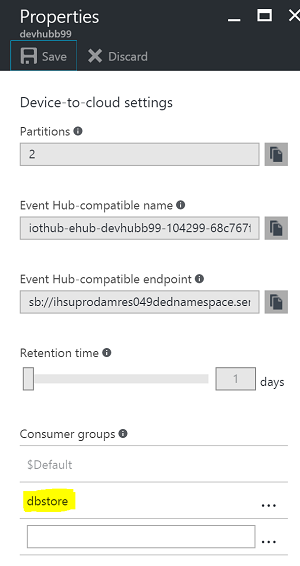 Properties
devhubb99
Save Discard
Device-to-cloud settings
Partitions
2
Event Hub-compatible name
iothub-ehub-devhubb99-104299-68c767f
Event Hub-compatible endpoint
sb://ihsuprodamres049dednamespace.ser
Retention time
1 days
Consumer groups
$Default
dbstore
...
...